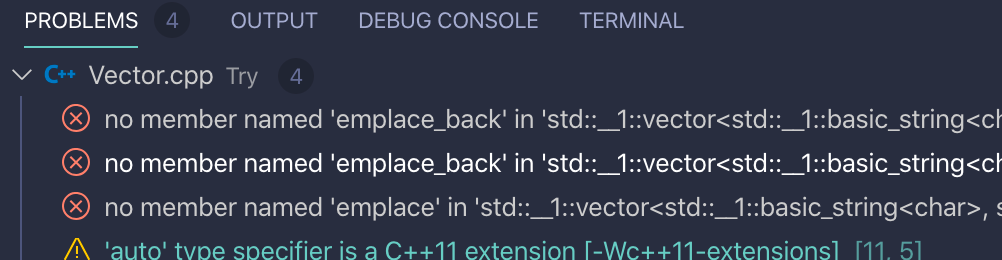 PROBLEMS 4 OUTPUT DEBUG CONSOLE TERMINAL
C++ Vector.cpp Try 4
no member named 'emplace_back' in 'std::__1::vector<std::__1::basic_string<ch
no member named 'emplace_back' in 'std::__1::vector<std::__1::basic_string<ch
no member named 'emplace' in 'std::__1::vector<std::__1::basic_string<char>, s
'auto' type specifier is a C++11 extension [-Wc++11-extensions] [11, 5]